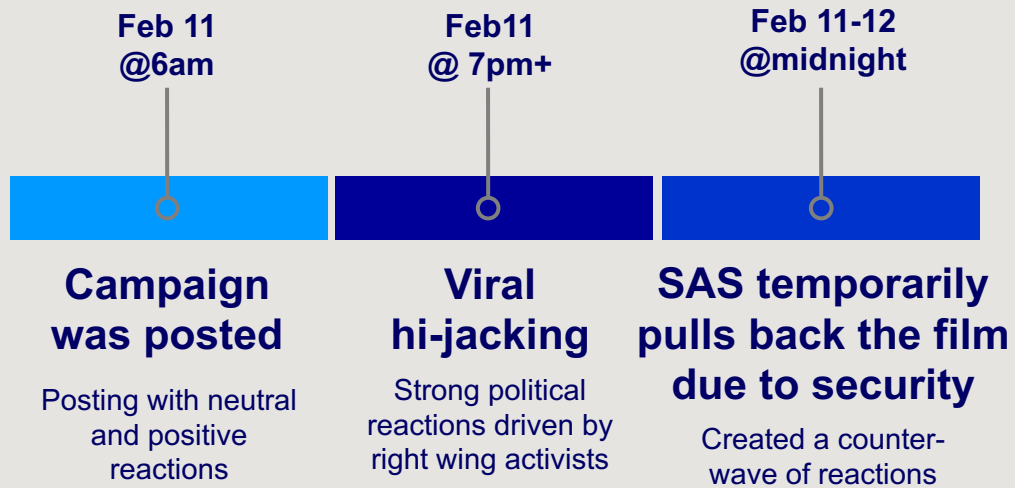 Feb 11
@6am
Campaign
was posted
Posting with neutral
and positive
reactions
Feb11
@ 7pm+
Viral
hi-jacking
Strong political
reactions driven by
right wing activists
Feb 11-12
@midnight
SAS temporarily
pulls back the film
due to security
Created a counter-
wave of reactions